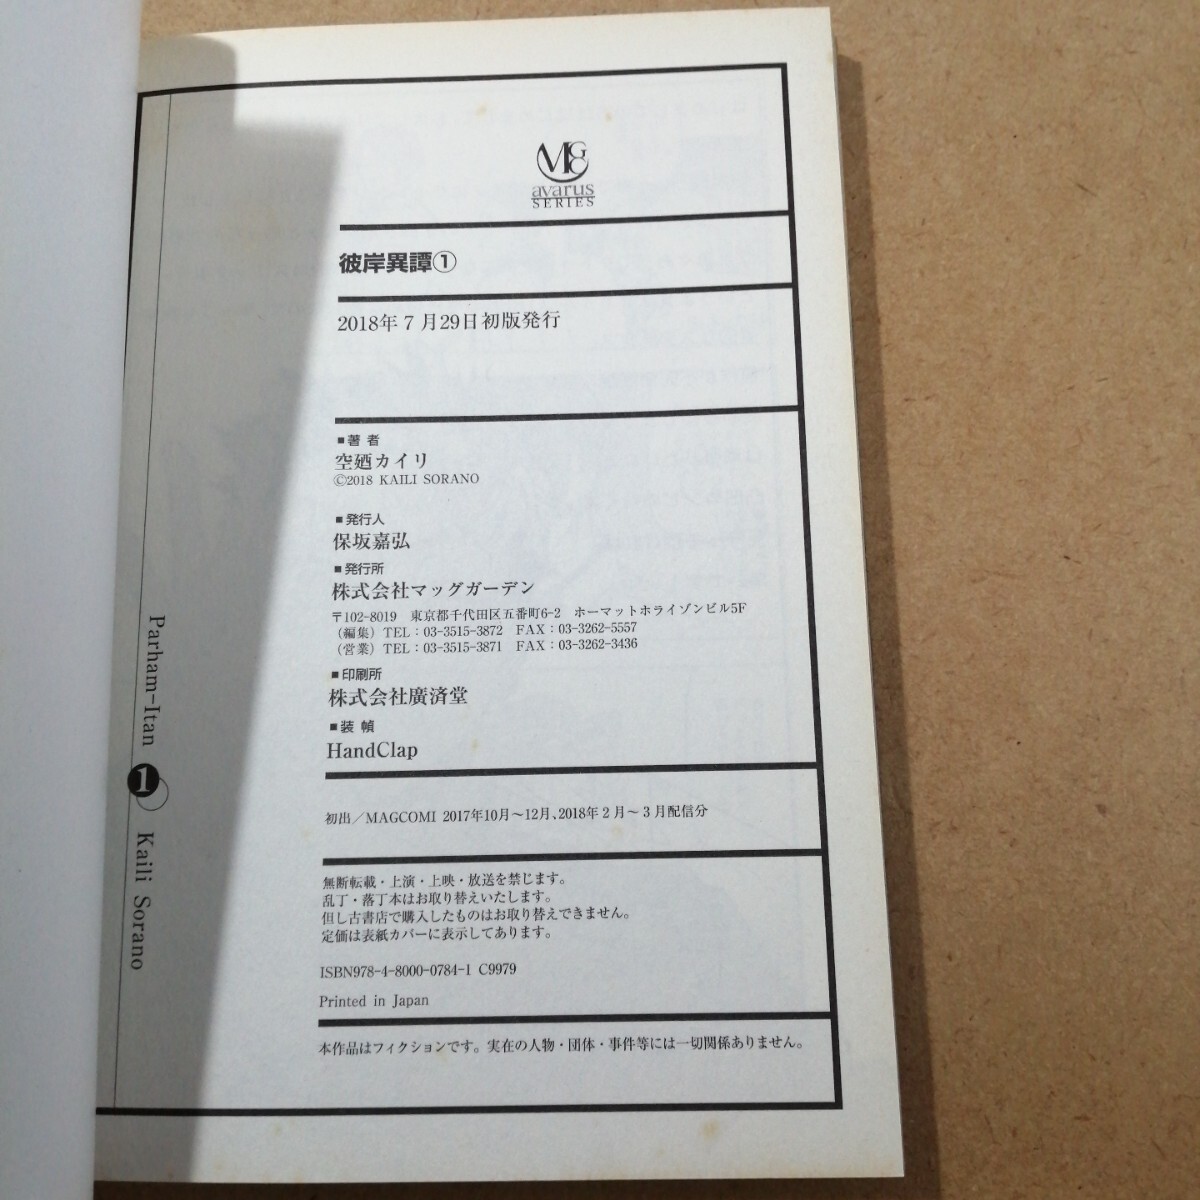 MGC
avarus
SERIES
彼岸異譚①
2018年7月29日初版発行
■著 者
空廼カイリ
©2018 KAILI SORANO
■発行人
保坂嘉弘
■発行所
株式会社マッグガーデン
〒102-8019 東京都千代田区五番町6-2 ホーマットホライゾンビル5F
(編集)TEL:03-3515-3872 FAX:03-3262-5557
(営業)TEL:03-3515-3871 FAX:03-3262-3436
■印刷所
株式会社廣済堂
■装 幀
HandClap
初出/MAGCOMI 2017年10月〜12月、2018年2月〜3月配信分
無断転載・上演・上映・放送を禁じます。
乱丁・落丁本はお取り替えいたします。
但し古書店で購入したものはお取り替えできません。
定価は表紙カバーに表示してあります。
ISBN978-4-8000-0784-1 C9979
Printed in Japan
本作品はフィクションです。実在の人物・団体・事件等には一切関係ありません。
Parham-Itan 1 Kaili Sorano